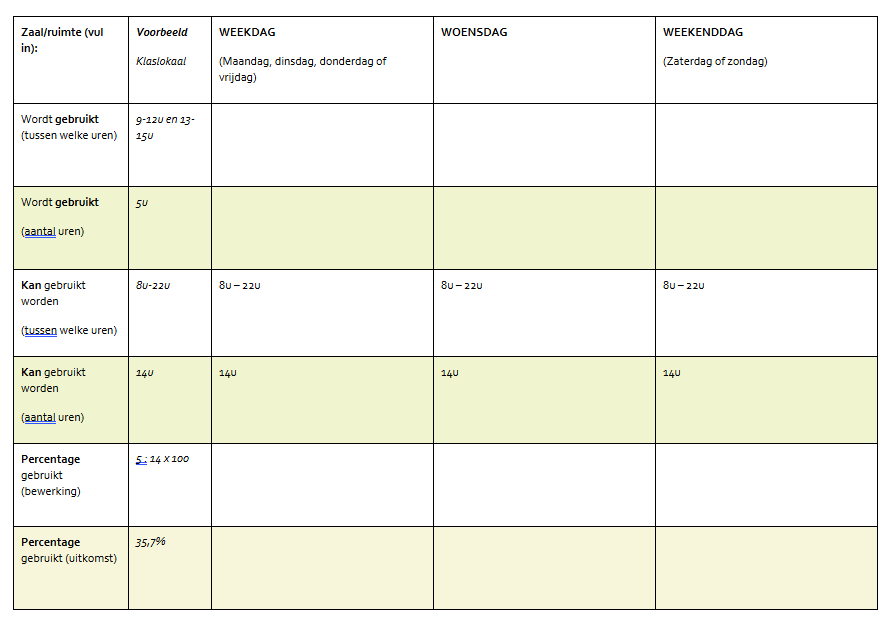 Zaal/ruimte (vul
in):
Voorbeeld
Klaslokaal
WEEKDAG
(Maandag, dinsdag, donderdag of
vrijdag)
WOENSDAG
WEEKENDDAG
(Zaterdag of zondag)
Wordt gebruikt
(tussen welke uren)
9-12u en 13-
15u
Wordt gebruikt
(aantal uren)
5u
Kan gebruikt
worden
(tussen welke uren)
8u-22u
8u – 22u
8u – 22u
8u – 22u
Kan gebruikt
worden
(aantal uren)
14u
14u
14u
14u
Percentage
gebruikt
(bewerking)
5 : 14 x 100
Percentage
gebruikt (uitkomst)
35,7%